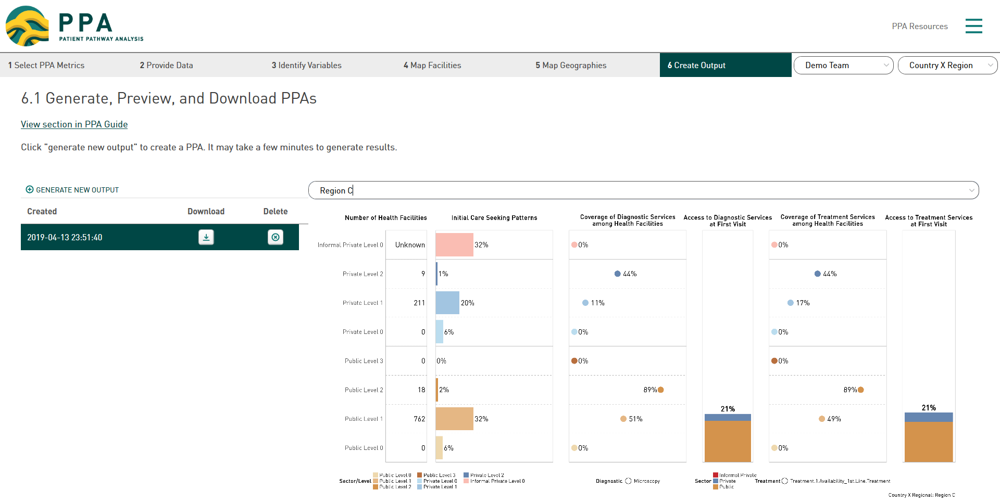 PPA
PATIENT PATHWAY ANALYSIS
PPA Resources
1 Select PPA Metrics
2 Provide Data
3 Identify Variables
4 Map Facilities
5 Map Geographies
6 Create Output
Demo Team
Country X Region
6.1 Generate, Preview, and Download PPAs
View section in PPA Guide
Click "generate new output" to create a PPA. It may take a few minutes to generate results.
GENERATE NEW OUTPUT
Region C
Created Download Delete
2019-04-13 23:51:40
Number of Health Facilities
Initial Care Seeking Patterns
Coverage of Diagnostic Services
among Health Facilities
Access to Diagnostic Services
at First Visit
Coverage of Treatment Services
among Health Facilities
Access to Treatment Services
at First Visit
Informal Private Level 0 Unknown 32% 0% 0%
Private Level 2 9 1% 44% 44%
Private Level 1 211 20% 11% 17%
Private Level 0 0 6% 0% 0%
Public Level 3 0 0% 0% 0%
Public Level 2 18 2% 89% 89%
21% 21%
Public Level 1 762 32% 51% 49%
Public Level 0 0 6% 0% 0%
Sector/Level
Public Level 0
Public Level 1
Public Level 2
Public Level 3
Private Level 0
Private Level 1
Private Level 2
Informal Private Level 0
Diagnostic Microscopy
Sector
Informal Private
Private
Public
Treatment Treatment.1.Availability_1st.Line.Treatment
Country X Regional: Region C